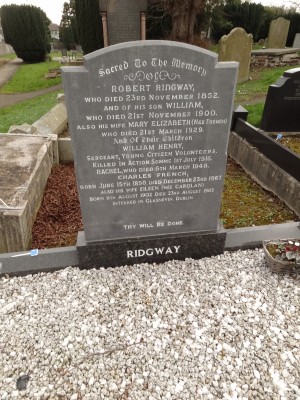 Sacred To The Memory
OF
ROBERT RIDGWAY,
WHO DIED 23RD NOVEMBER 1852.
AND OF HIS SON WILLIAM,
WHO DIED 21ST NOVEMBER 1900.
ALSO HIS WIFE MARY ELIZABETH (NEE FRENCH)
WHO DIED 21ST MARCH 1929.
AND OF THEIR CHILDREN
WILLIAM HENRY,
SERGEANT, YOUNG CITIZEN VOLUNTEERS,
KILLED IN ACTION SOMME 1ST JULY 1916.
RACHEL, WHO DIED 6TH MARCH 1948.
CHARLES FRENCH,
BORN JUNE 15TH 1890, DIED DECEMBER 23RD 1967
ALSO HIS WIFE EILEEN (NEE CAROLAN)
INTERRED IN GLASNEVIN, DUBLIN
THY WILL BE DONE
RIDGWAY